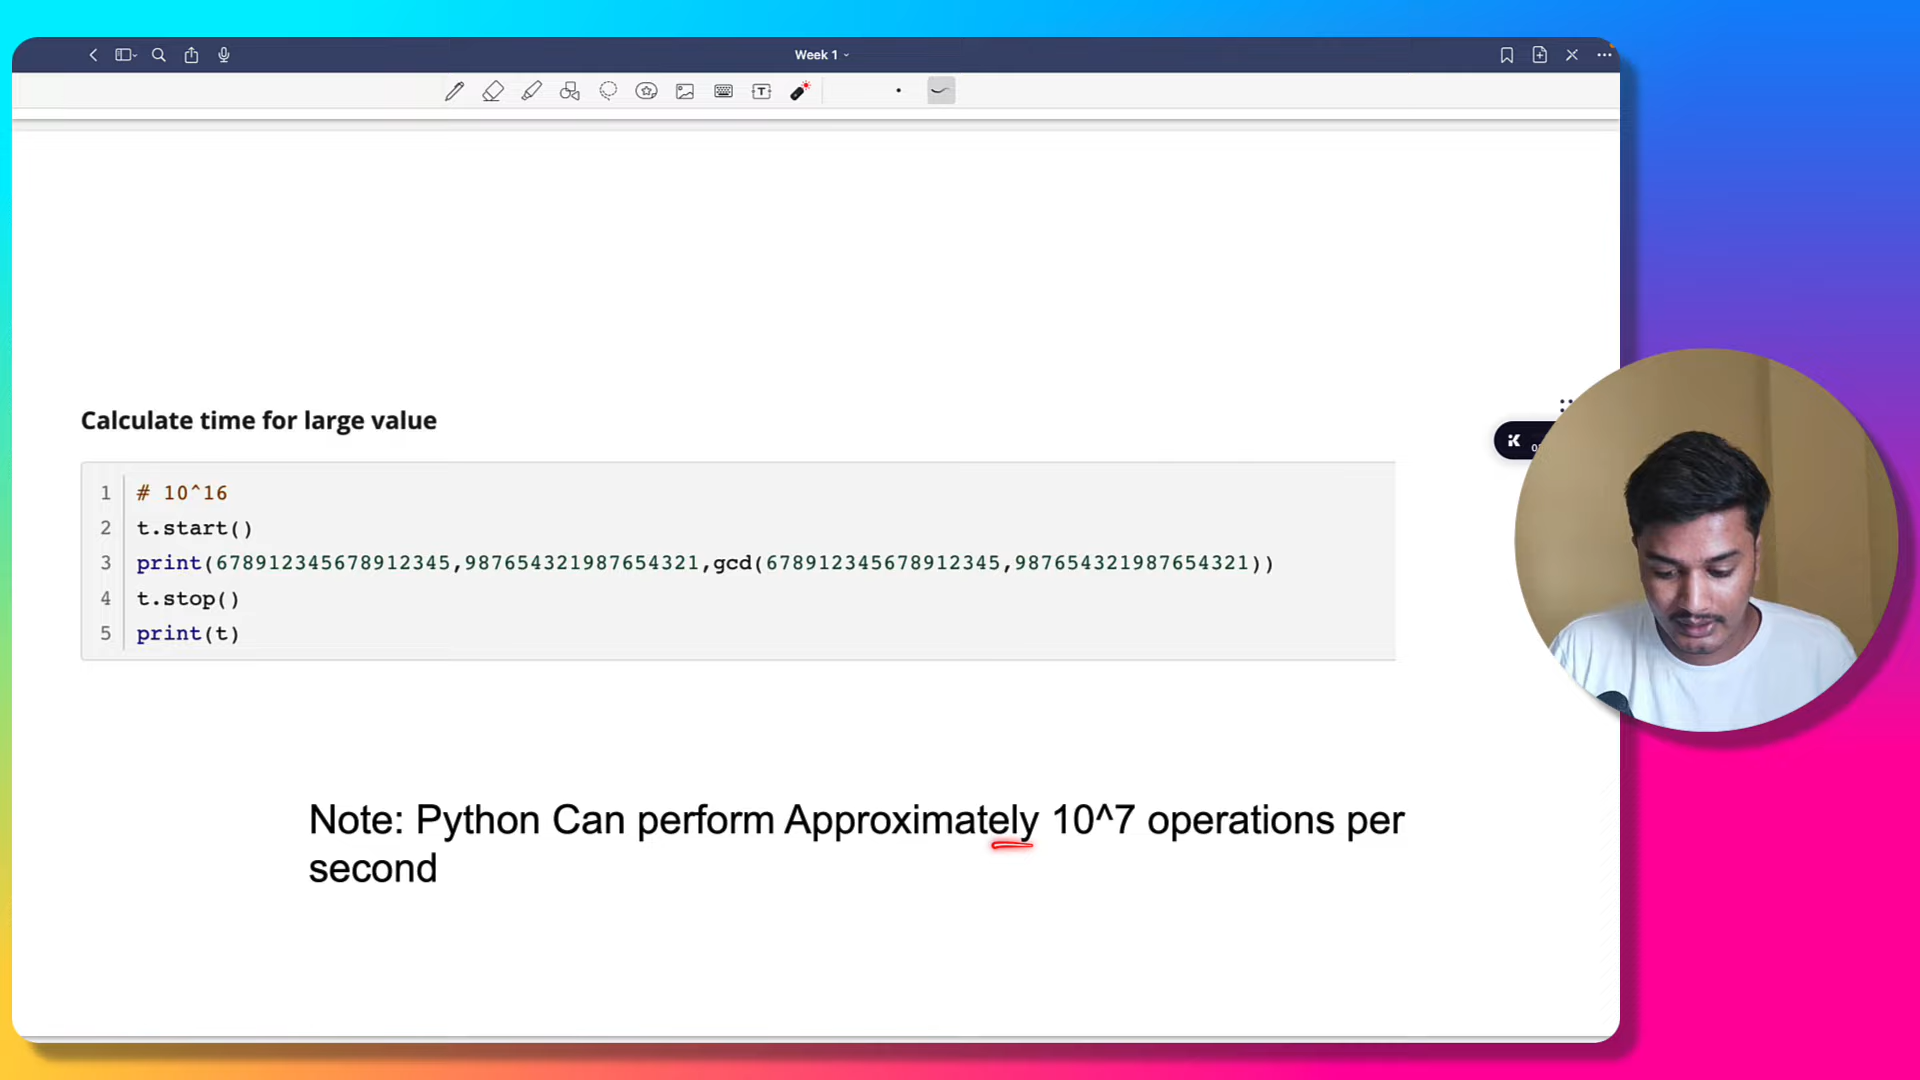 Week 1
Calculate time for large value
1 # 10^16
2 t.start()
3 print(678912345678912345,987654321987654321,gcd(678912345678912345,987654321987654321))
4 t.stop()
5 print(t)
Note: Python Can perform Approximately 10^7 operations per
second